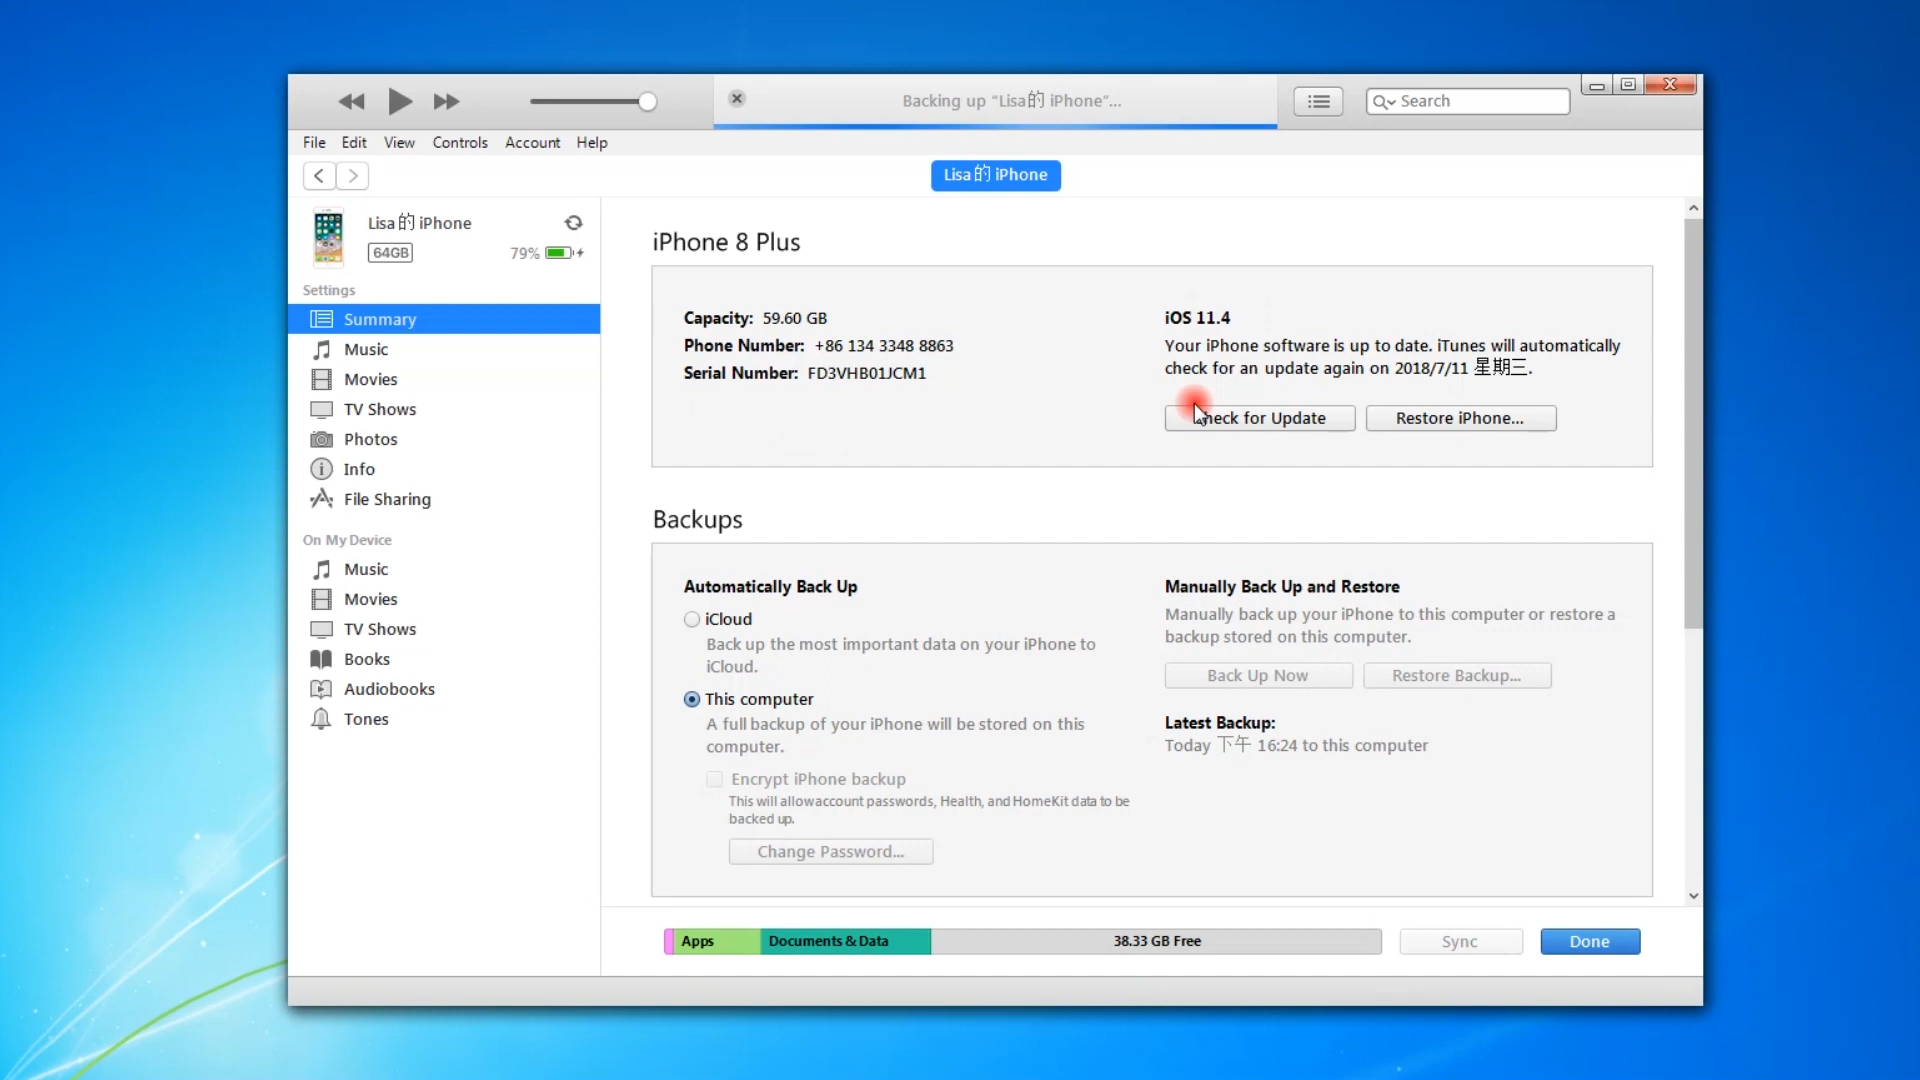 Backing up “Lisa的 iPhone”...
Search
File Edit View Controls Account Help
Lisa的 iPhone
Lisa的 iPhone
64GB
79%
Settings
Summary
Music
Movies
TV Shows
Photos
Info
File Sharing
On My Device
Music
Movies
TV Shows
Books
Audiobooks
Tones
iPhone 8 Plus
Capacity: 59.60 GB
Phone Number: +86 134 3348 8863
Serial Number: FD3VHB01JCM1
iOS 11.4
Your iPhone software is up to date. iTunes will automatically
check for an update again on 2018/7/11 星期三.
Check for Update
Restore iPhone...
Backups
Automatically Back Up
iCloud
Back up the most important data on your iPhone to
iCloud.
This computer
A full backup of your iPhone will be stored on this
computer.
Encrypt iPhone backup
This will allow account passwords, Health, and HomeKit data to be
backed up.
Change Password...
Manually Back Up and Restore
Manually back up your iPhone to this computer or restore a
backup stored on this computer.
Back Up Now
Restore Backup...
Latest Backup:
Today 下午 16:24 to this computer
Apps
Documents & Data
38.33 GB Free
Sync
Done